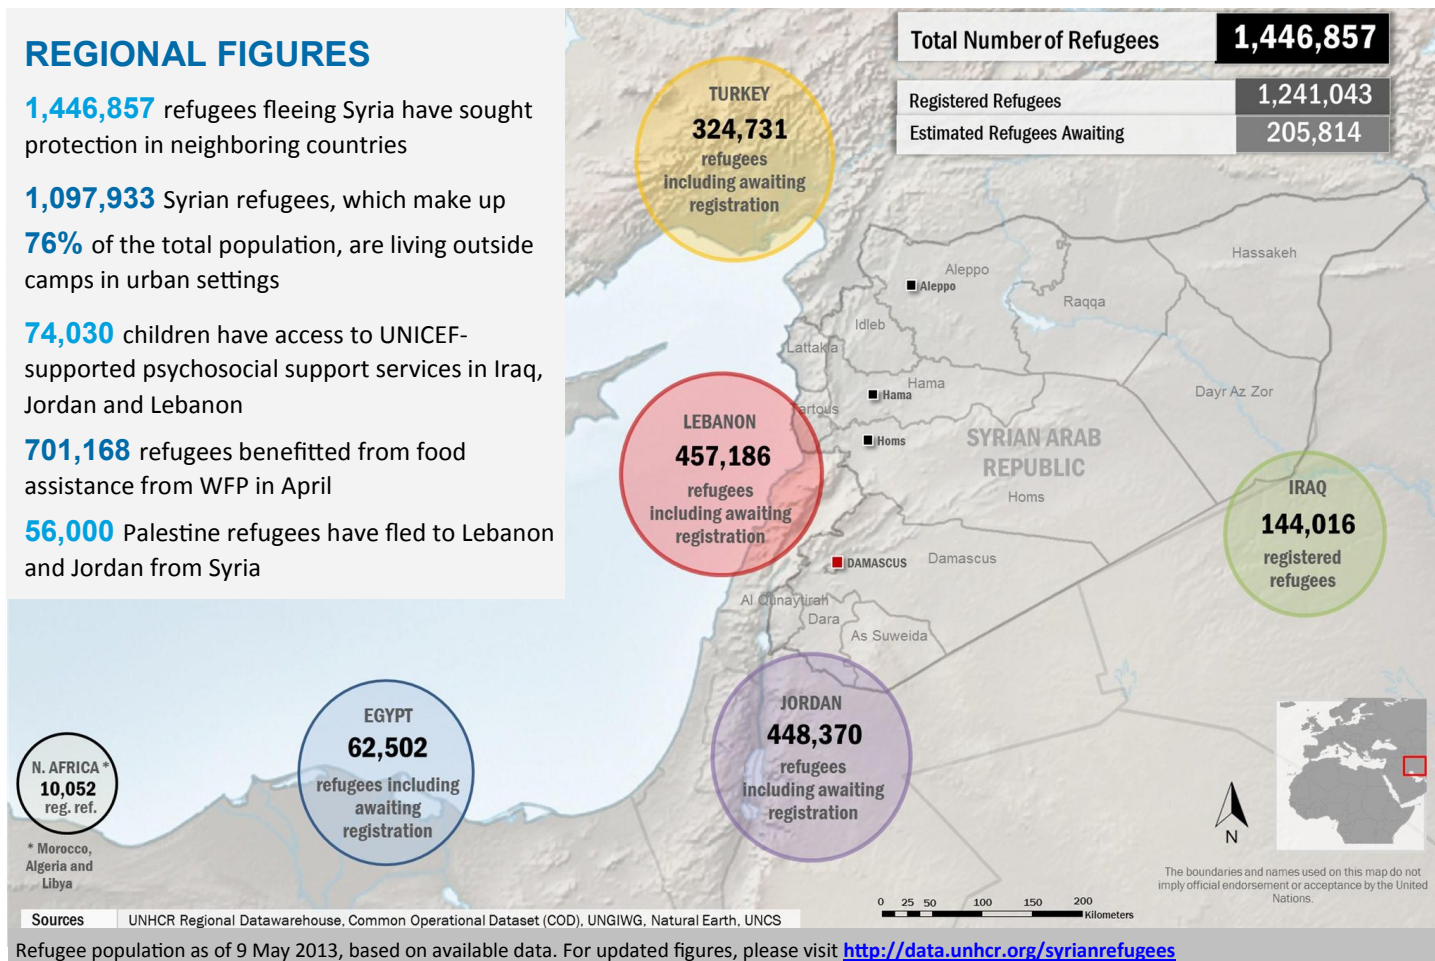 REGIONAL FIGURES
1,446,857 refugees fleeing Syria have sought
protection in neighboring countries
1,097,933 Syrian refugees, which make up
76% of the total population, are living outside
camps in urban settings
74,030 children have access to UNICEF-
supported psychosocial support services in Iraq,
Jordan and Lebanon
701,168 refugees benefitted from food
assistance from WFP in April
56,000 Palestine refugees have fled to Lebanon
and Jordan from Syria
Total Number of Refugees 1,446,857
Registered Refugees 1,241,043
Estimated Refugees Awaiting 205,814
TURKEY
324,731
refugees
including awaiting
registration
Hassakeh
Aleppo
Aleppo
Raqqa
Idleb
Lattakia
Hama
Hama
Dayr Az Zor
Tartous
LEBANON
457,186
refugees
including awaiting
registration
Homs
SYRIAN ARAB
REPUBLIC
Homs
IRAQ
144,016
registered
refugees
DAMASCUS
Damascus
Al Qunaytirah
Dara
As Suweida
JORDAN
448,370
refugees
including awaiting
registration
EGYPT
62,502
refugees including
awaiting
registration
N. AFRICA *
10,052
reg. ref.
* Morocco,
Algeria and
Libya
N
The boundaries and names used on this map do not
imply official endorsement or acceptance by the United
Nations.
0 25 50 100 150 200
Kilometers
Sources UNHCR Regional Datawarehouse, Common Operational Dataset (COD), UNGIWG, Natural Earth, UNCS
Refugee population as of 9 May 2013, based on available data. For updated figures, please visit http://data.unhcr.org/syrianrefugees